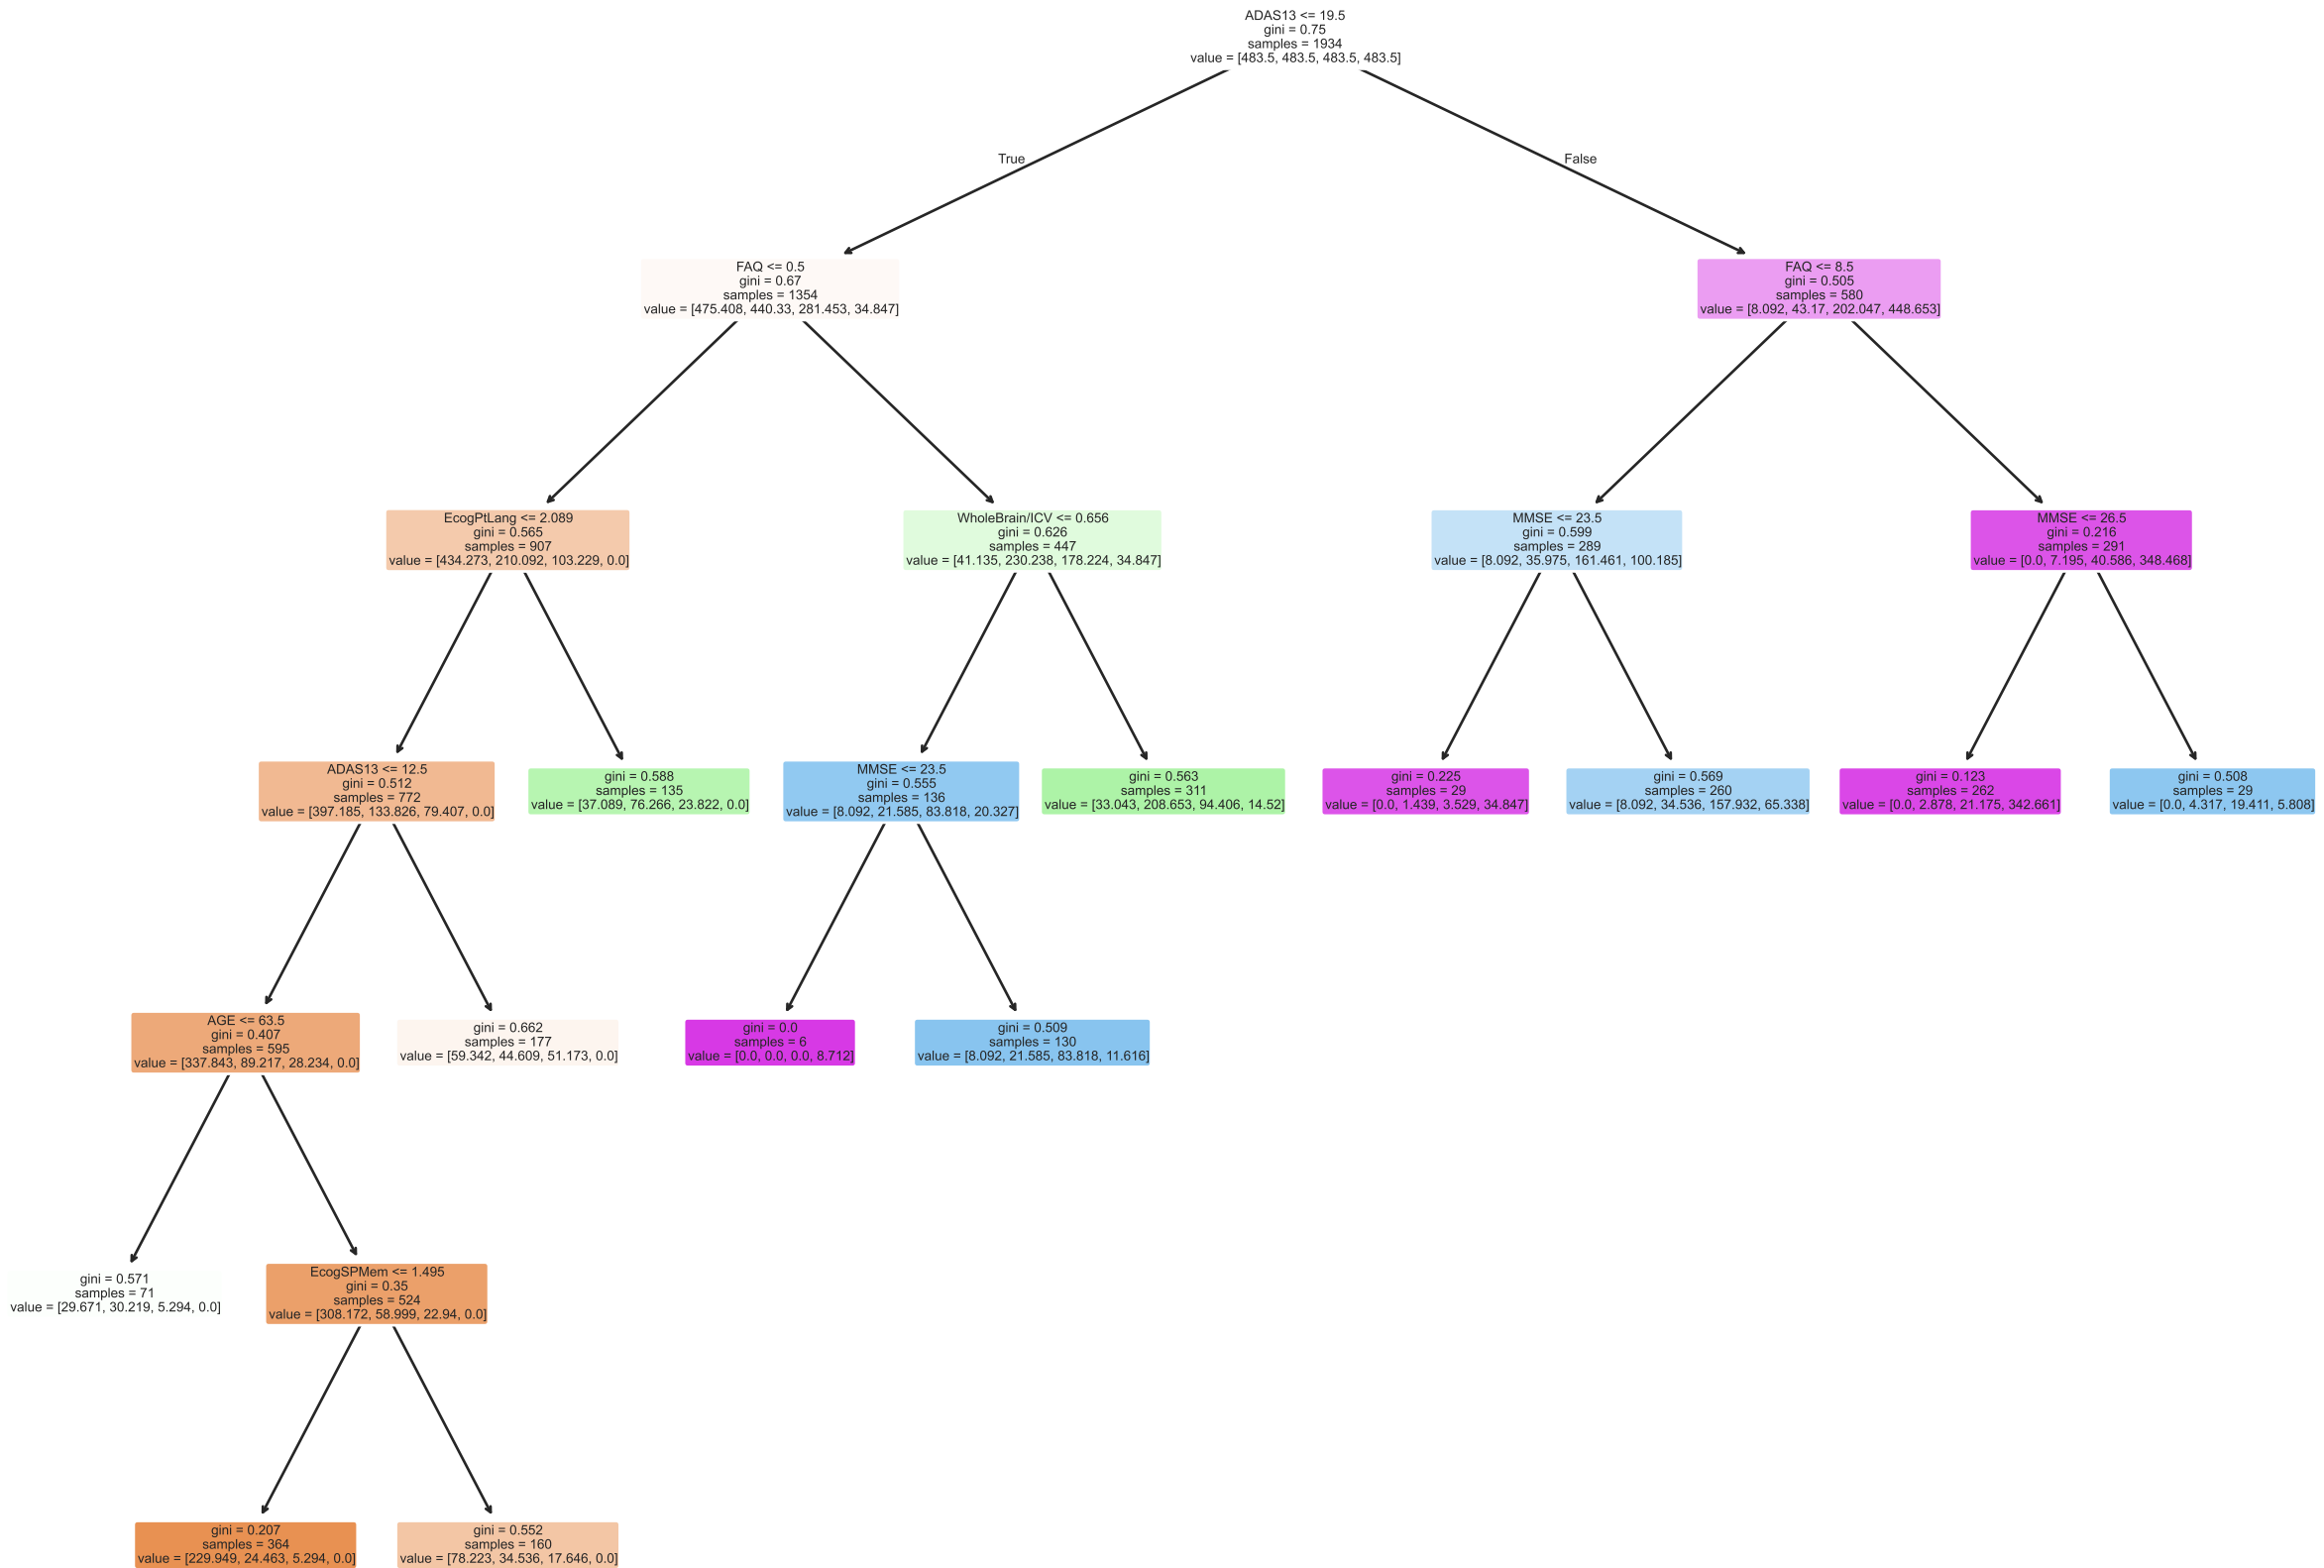 ADAS13 <= 19.5
gini = 0.75
samples = 1934
value = [483.5, 483.5, 483.5, 483.5]
True
False
FAQ <= 0.5
gini = 0.67
samples = 1354
value = [475.408, 440.33, 281.453, 34.847]
FAQ <= 8.5
gini = 0.505
samples = 580
value = [8.092, 43.17, 202.047, 448.653]
EcogPtLang <= 2.089
gini = 0.565
samples = 907
value = [434.273, 210.092, 103.229, 0.0]
WholeBrain/ICV <= 0.656
gini = 0.626
samples = 447
value = [41.135, 230.238, 178.224, 34.847]
MMSE <= 23.5
gini = 0.599
samples = 289
value = [8.092, 35.975, 161.461, 100.185]
MMSE <= 26.5
gini = 0.216
samples = 291
value = [0.0, 7.195, 40.586, 348.468]
ADAS13 <= 12.5
gini = 0.512
samples = 772
value = [397.185, 133.826, 79.407, 0.0]
gini = 0.588
samples = 135
value = [37.089, 76.266, 23.822, 0.0]
MMSE <= 23.5
gini = 0.555
samples = 136
value = [8.092, 21.585, 83.818, 20.327]
gini = 0.563
samples = 311
value = [33.043, 208.653, 94.406, 14.52]
gini = 0.225
samples = 29
value = [0.0, 1.439, 3.529, 34.847]
gini = 0.569
samples = 260
value = [8.092, 34.536, 157.932, 65.338]
gini = 0.123
samples = 262
value = [0.0, 2.878, 21.175, 342.661]
gini = 0.508
samples = 29
value = [0.0, 4.317, 19.411, 5.808]
AGE <= 63.5
gini = 0.407
samples = 595
value = [337.843, 89.217, 28.234, 0.0]
gini = 0.662
samples = 177
value = [59.342, 44.609, 51.173, 0.0]
gini = 0.0
samples = 6
value = [0.0, 0.0, 0.0, 8.712]
gini = 0.509
samples = 130
value = [8.092, 21.585, 83.818, 11.616]
gini = 0.571
samples = 71
value = [29.671, 30.219, 5.294, 0.0]
EcogSPMem <= 1.495
gini = 0.35
samples = 524
value = [308.172, 58.999, 22.94, 0.0]
gini = 0.207
samples = 364
value = [229.949, 24.463, 5.294, 0.0]
gini = 0.552
samples = 160
value = [78.223, 34.536, 17.646, 0.0]